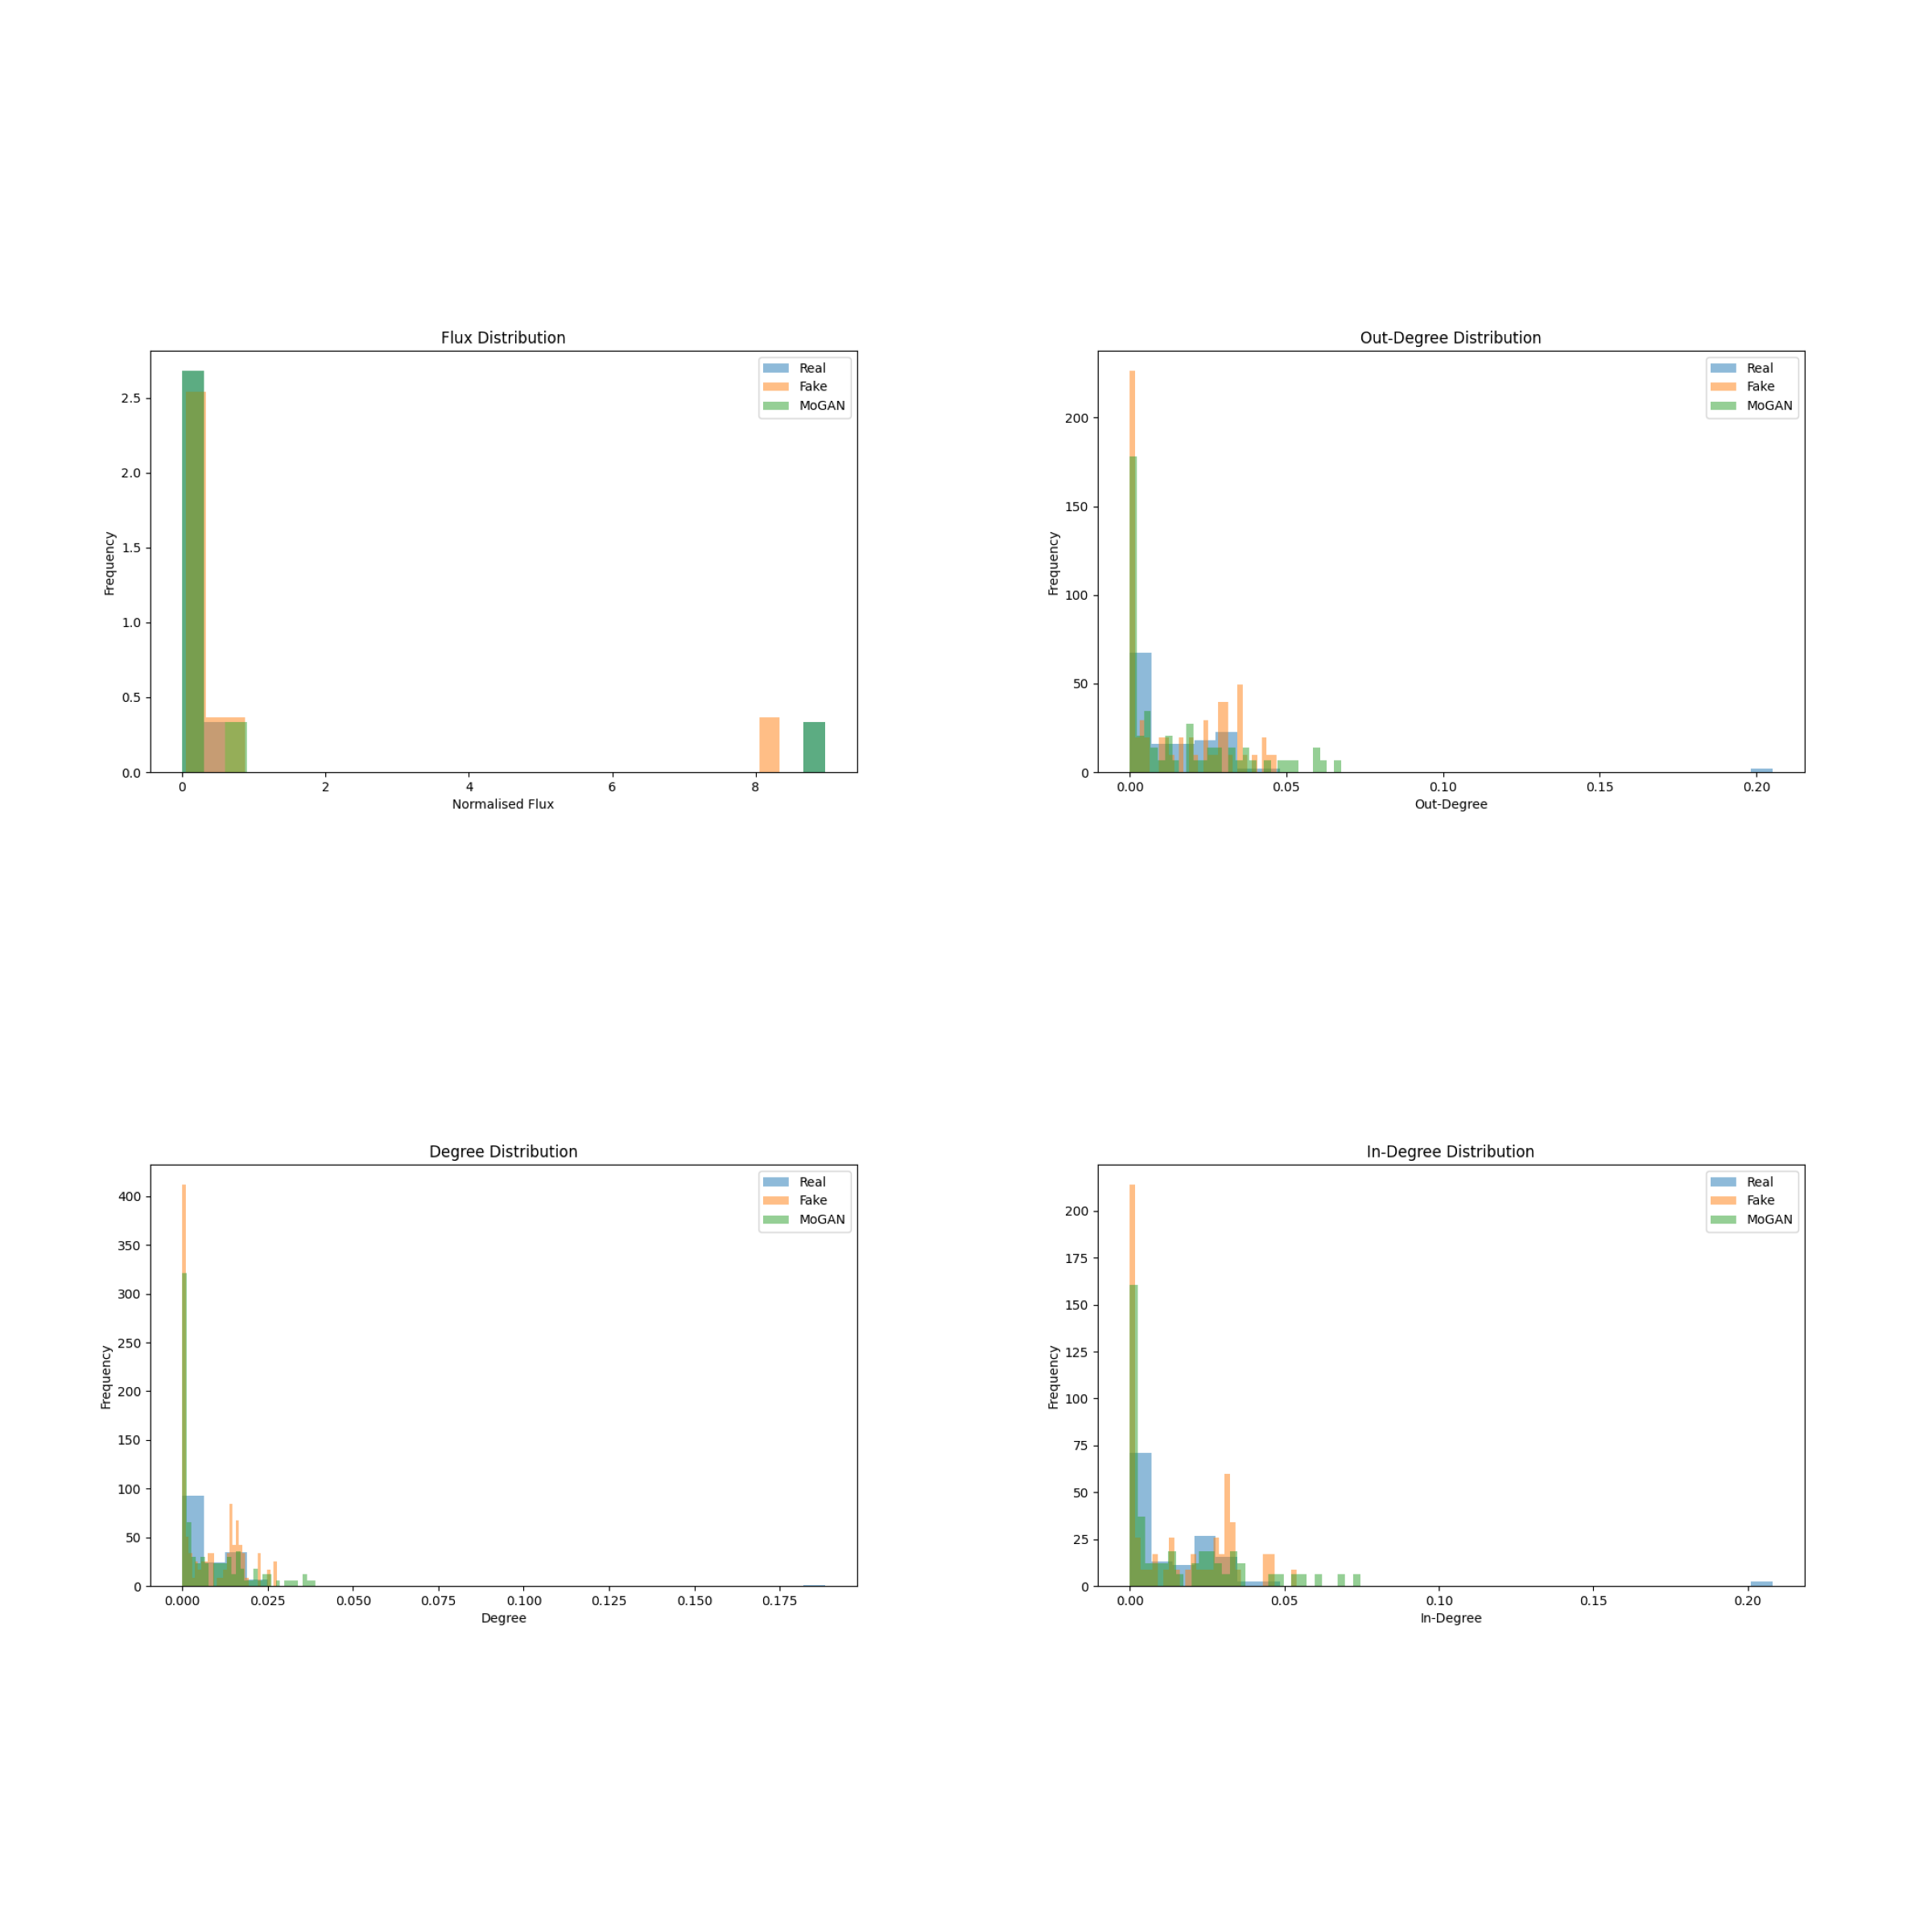 Flux Distribution
Real
Fake
MoGAN
2.5
2.0
1.5
1.0
0.5
0.0
Frequency
0 2 4 6 8
Normalised Flux
Out-Degree Distribution
Real
Fake
MoGAN
200
150
100
50
0
Frequency
0.00 0.05 0.10 0.15 0.20
Out-Degree
Degree Distribution
Real
Fake
MoGAN
400
350
300
250
200
150
100
50
0
Frequency
0.000 0.025 0.050 0.075 0.100 0.125 0.150 0.175
Degree
In-Degree Distribution
Real
Fake
MoGAN
200
175
150
125
100
75
50
25
0
Frequency
0.00 0.05 0.10 0.15 0.20
In-Degree